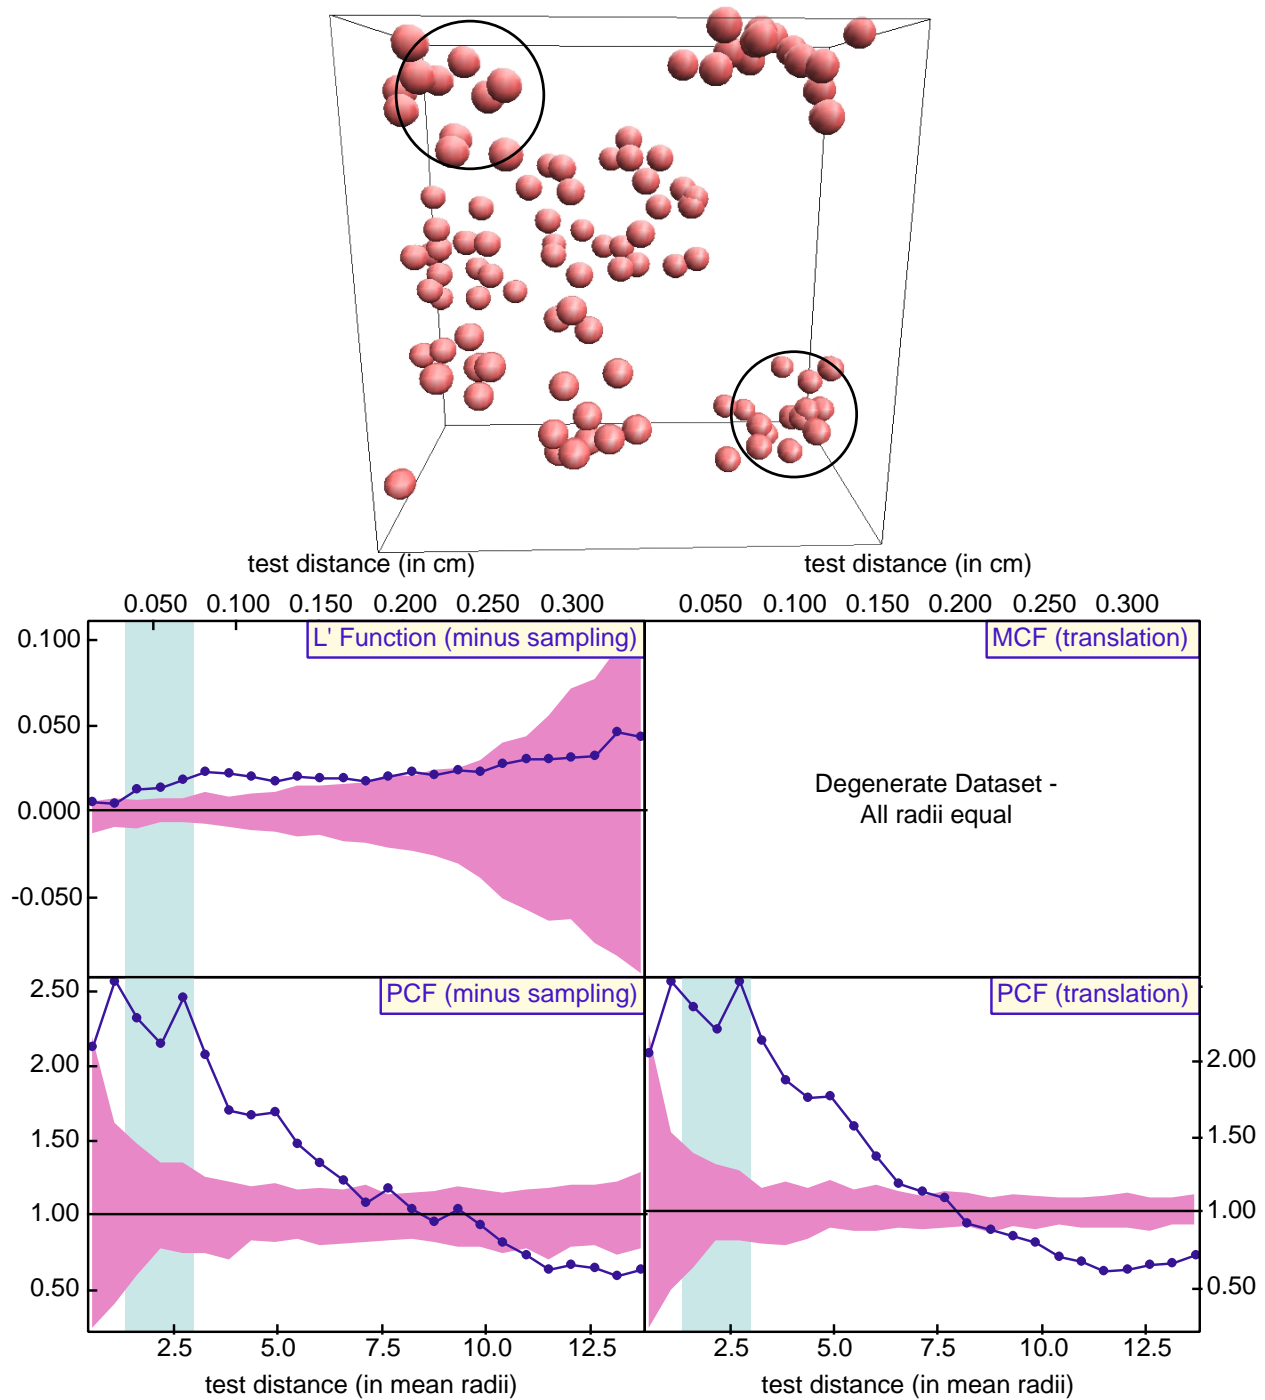 test distance (in cm)
test distance (in cm)
0.050 0.100 0.150 0.200 0.250 0.300
0.050 0.100 0.150 0.200 0.250 0.300
L' Function (minus sampling)
MCF (translation)
0.100
0.050
0.000
-0.050
Degenerate Dataset -
All radii equal
PCF (minus sampling)
PCF (translation)
2.50
2.00
1.50
1.00
0.50
2.00
1.50
1.00
0.50
2.5 5.0 7.5 10.0 12.5
2.5 5.0 7.5 10.0 12.5
test distance (in mean radii)
test distance (in mean radii)